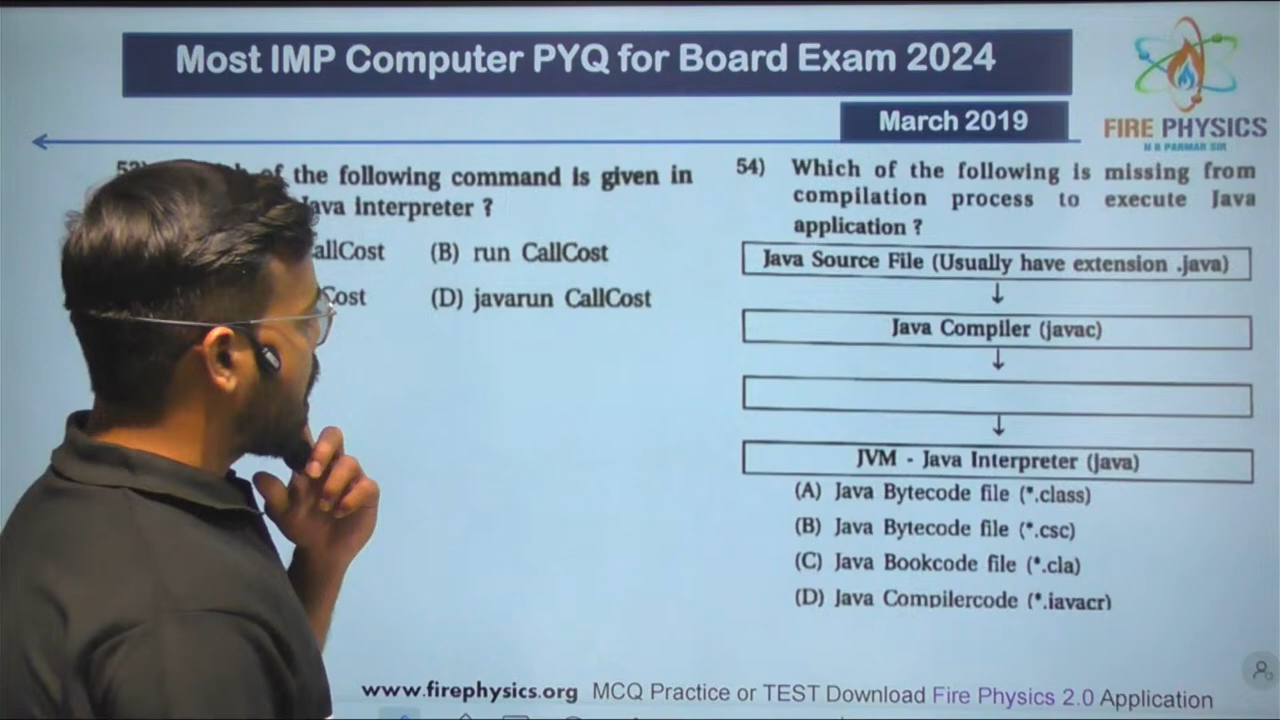 Most IMP Computer PYQ for Board Exam 2024
March 2019
FIRE PHYSICS
N B PARMAR SIR
of the following command is given in
Java interpreter ?
allCost (B) run CallCost
Cost (D) javarun CallCost
54) Which of the following is missing from
compilation process to execute Java
application ?
Java Source File (Usually have extension .java)
↓
Java Compiler (javac)
↓
↓
JVM - Java Interpreter (java)
(A) Java Bytecode file (*.class)
(B) Java Bytecode file (*.csc)
(C) Java Bookcode file (*.cla)
(D) Java Compilercode (*.javacr)
www.firephysics.org MCQ Practice or TEST Download Fire Physics 2.0 Application